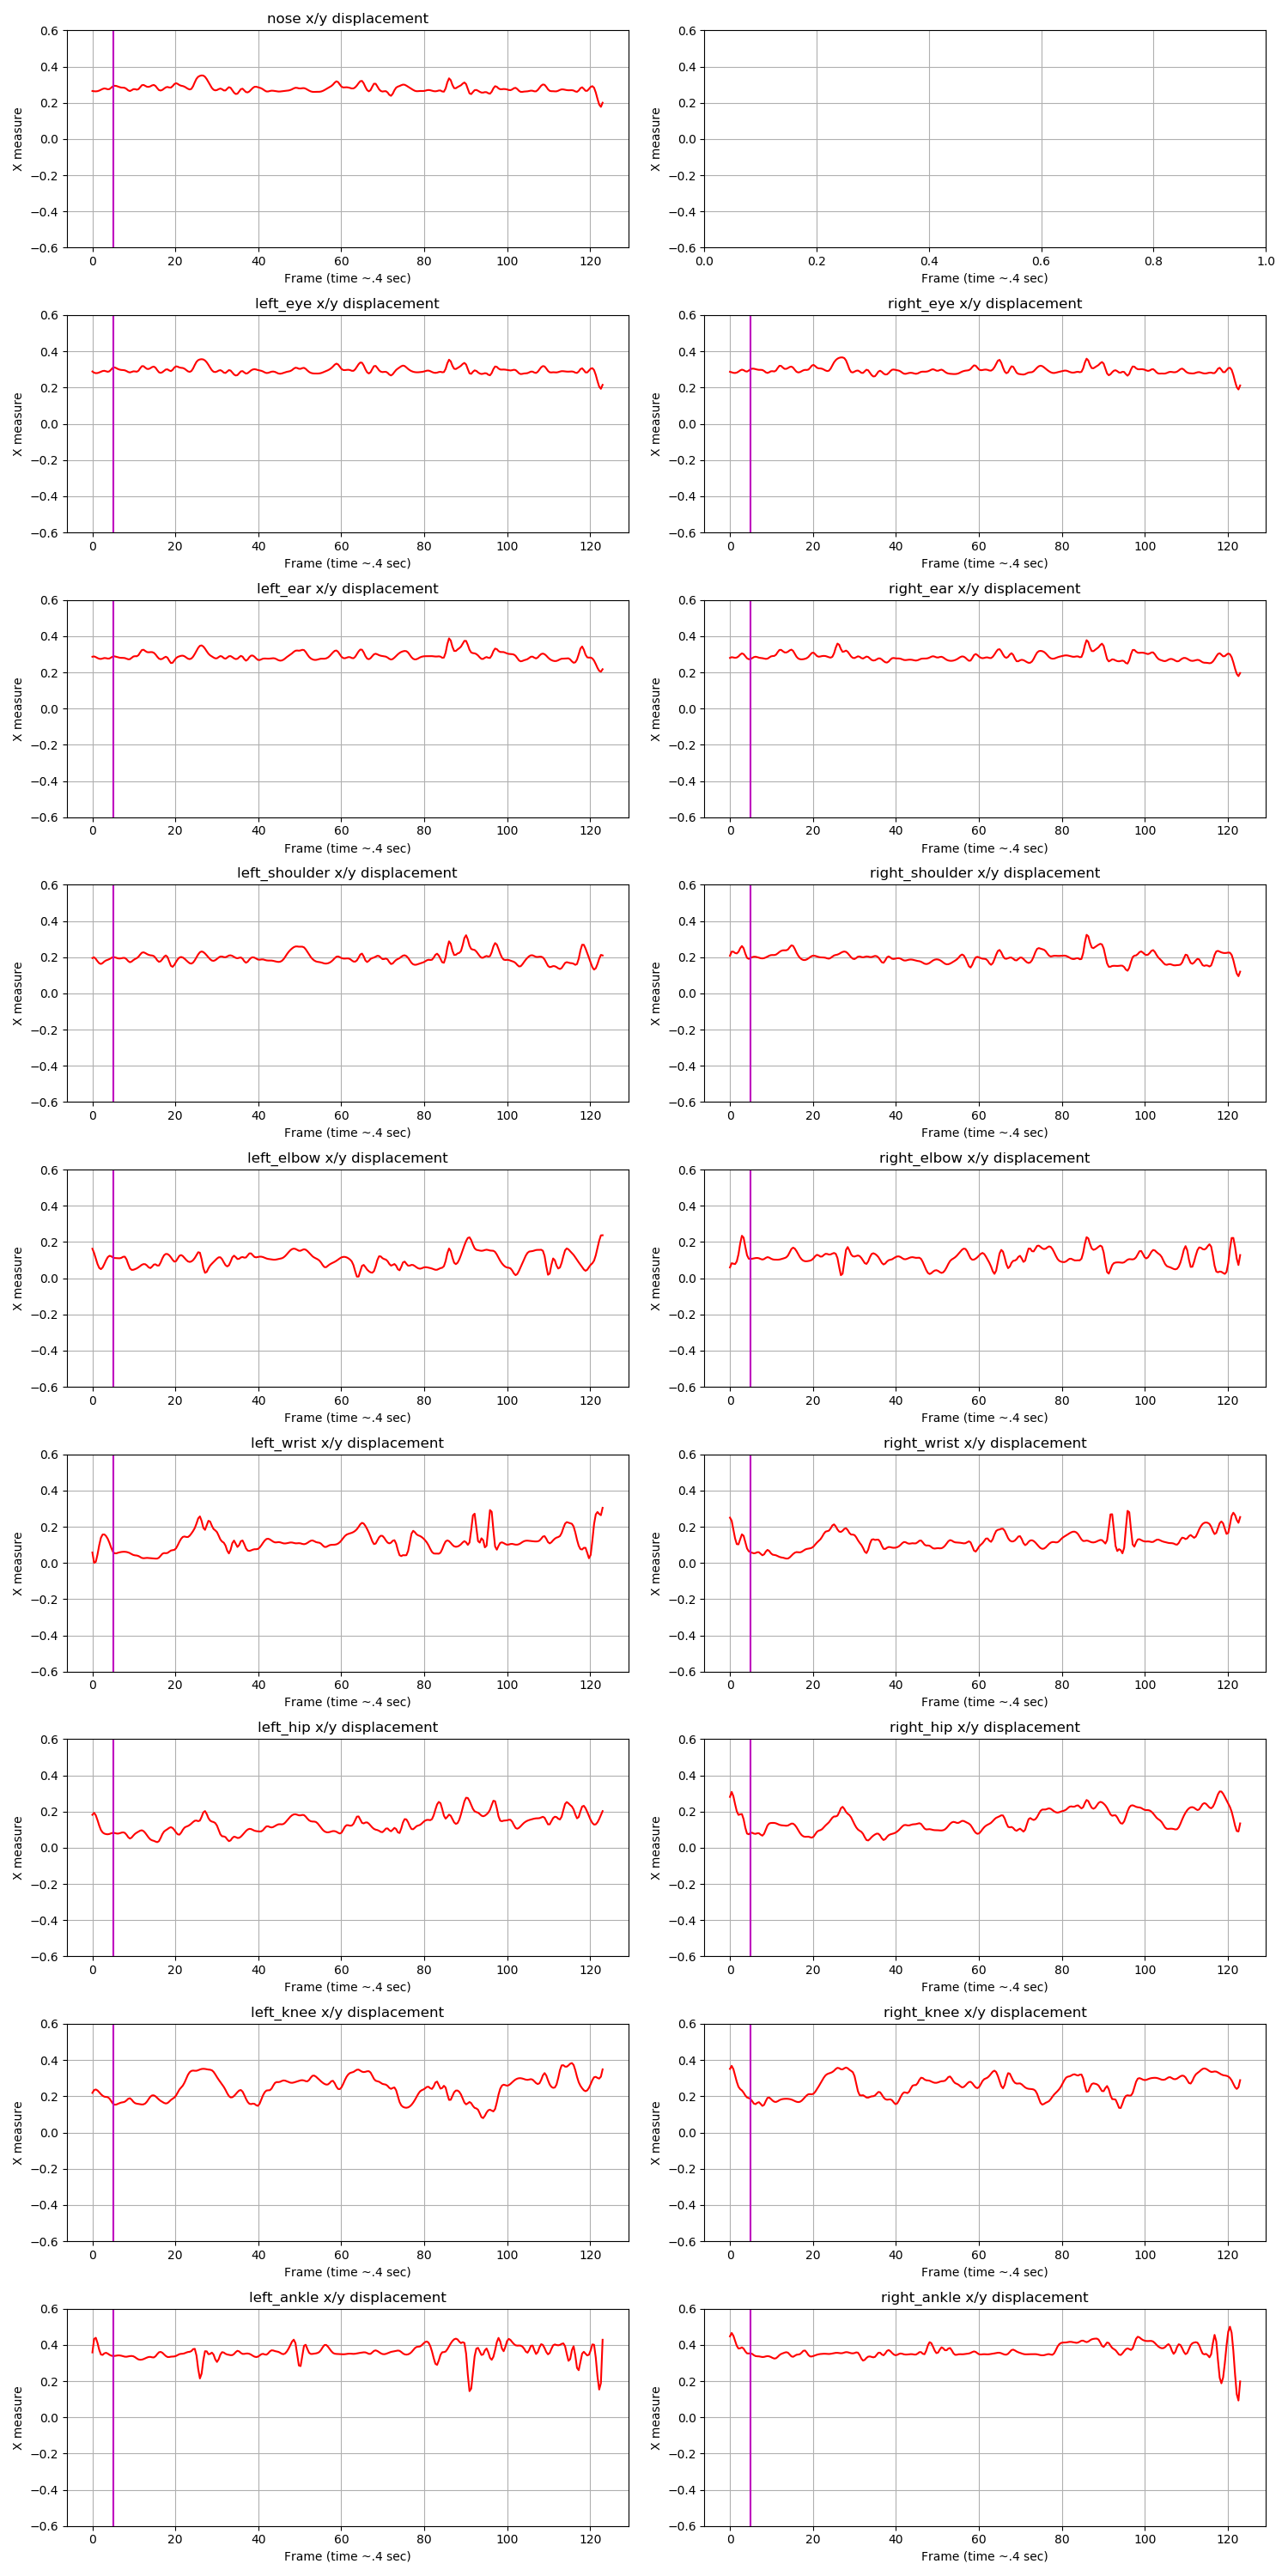 nose x/y displacement
X measure
0.6
0.4
0.2
0.0
−0.2
−0.4
−0.6
0 20 40 60 80 100 120
Frame (time ~.4 sec)
X measure
0.6
0.4
0.2
0.0
−0.2
−0.4
−0.6
0.0 0.2 0.4 0.6 0.8 1.0
Frame (time ~.4 sec)
left_eye x/y displacement
X measure
0.6
0.4
0.2
0.0
−0.2
−0.4
−0.6
0 20 40 60 80 100 120
Frame (time ~.4 sec)
right_eye x/y displacement
X measure
0.6
0.4
0.2
0.0
−0.2
−0.4
−0.6
0 20 40 60 80 100 120
Frame (time ~.4 sec)
left_ear x/y displacement
X measure
0.6
0.4
0.2
0.0
−0.2
−0.4
−0.6
0 20 40 60 80 100 120
Frame (time ~.4 sec)
right_ear x/y displacement
X measure
0.6
0.4
0.2
0.0
−0.2
−0.4
−0.6
0 20 40 60 80 100 120
Frame (time ~.4 sec)
left_shoulder x/y displacement
X measure
0.6
0.4
0.2
0.0
−0.2
−0.4
−0.6
0 20 40 60 80 100 120
Frame (time ~.4 sec)
right_shoulder x/y displacement
X measure
0.6
0.4
0.2
0.0
−0.2
−0.4
−0.6
0 20 40 60 80 100 120
Frame (time ~.4 sec)
left_elbow x/y displacement
X measure
0.6
0.4
0.2
0.0
−0.2
−0.4
−0.6
0 20 40 60 80 100 120
Frame (time ~.4 sec)
right_elbow x/y displacement
X measure
0.6
0.4
0.2
0.0
−0.2
−0.4
−0.6
0 20 40 60 80 100 120
Frame (time ~.4 sec)
left_wrist x/y displacement
X measure
0.6
0.4
0.2
0.0
−0.2
−0.4
−0.6
0 20 40 60 80 100 120
Frame (time ~.4 sec)
right_wrist x/y displacement
X measure
0.6
0.4
0.2
0.0
−0.2
−0.4
−0.6
0 20 40 60 80 100 120
Frame (time ~.4 sec)
left_hip x/y displacement
X measure
0.6
0.4
0.2
0.0
−0.2
−0.4
−0.6
0 20 40 60 80 100 120
Frame (time ~.4 sec)
right_hip x/y displacement
X measure
0.6
0.4
0.2
0.0
−0.2
−0.4
−0.6
0 20 40 60 80 100 120
Frame (time ~.4 sec)
left_knee x/y displacement
X measure
0.6
0.4
0.2
0.0
−0.2
−0.4
−0.6
0 20 40 60 80 100 120
Frame (time ~.4 sec)
right_knee x/y displacement
X measure
0.6
0.4
0.2
0.0
−0.2
−0.4
−0.6
0 20 40 60 80 100 120
Frame (time ~.4 sec)
left_ankle x/y displacement
X measure
0.6
0.4
0.2
0.0
−0.2
−0.4
−0.6
0 20 40 60 80 100 120
Frame (time ~.4 sec)
right_ankle x/y displacement
X measure
0.6
0.4
0.2
0.0
−0.2
−0.4
−0.6
0 20 40 60 80 100 120
Frame (time ~.4 sec)